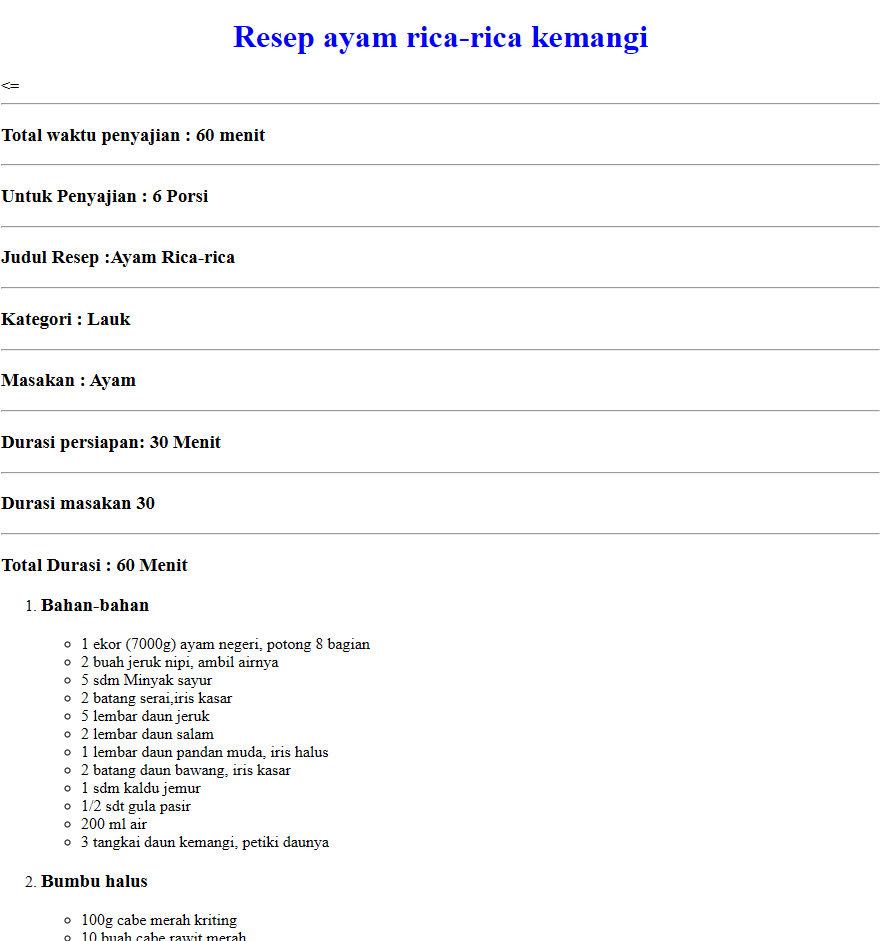 Resep ayam rica-rica kemangi
<=
Total waktu penyajian : 60 menit
Untuk Penyajian : 6 Porsi
Judul Resep :Ayam Rica-rica
Kategori : Lauk
Masakan : Ayam
Durasi persiapan: 30 Menit
Durasi masakan 30
Total Durasi : 60 Menit
1. Bahan-bahan
1 ekor (7000g) ayam negeri, potong 8 bagian
2 buah jeruk nipi, ambil airnya
5 sdm Minyak sayur
2 batang serai,iris kasar
5 lembar daun jeruk
2 lembar daun salam
1 lembar daun pandan muda, iris halus
2 batang daun bawang, iris kasar
1 sdm kaldu jemur
1/2 sdt gula pasir
200 ml air
3 tangkai daun kemangi, petiki daunya
2. Bumbu halus
100g cabe merah kriting
10 buah cabe rawit merah